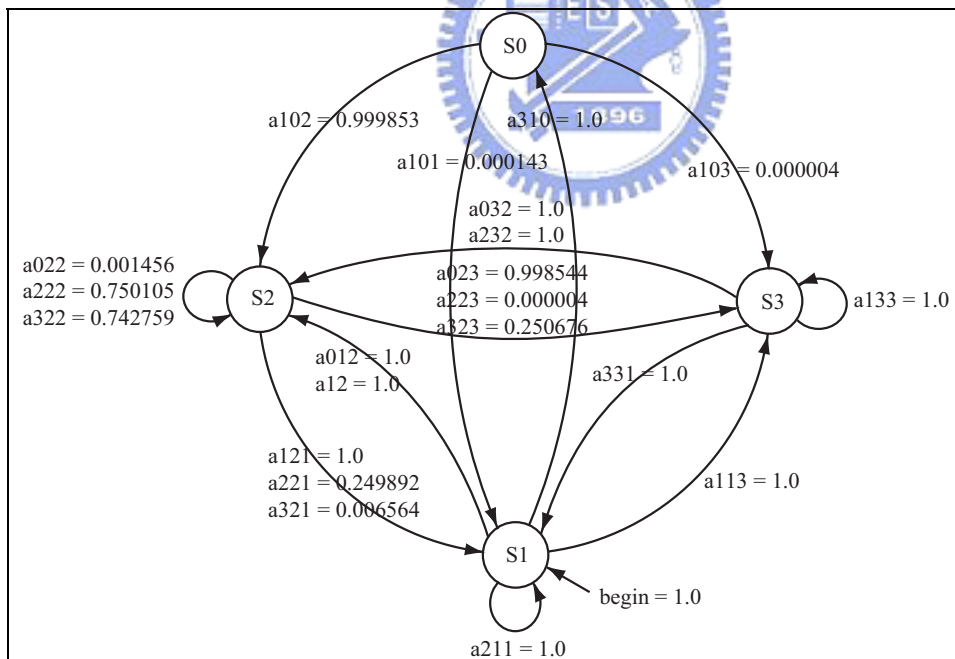 S0
a102 = 0.999853
a310 = 1.0
1896
a101 = 0.000143
a103 = 0.000004
a032 = 1.0
a232 = 1.0
a022 = 0.001456
a222 = 0.750105
a322 = 0.742759
S2
a023 = 0.998544
a223 = 0.000004
a323 = 0.250676
S3
a133 = 1.0
a012 = 1.0
a12 = 1.0
a331 = 1.0
a121 = 1.0
a221 = 0.249892
a321 = 0.006564
a113 = 1.0
S1
begin = 1.0
a211 = 1.0